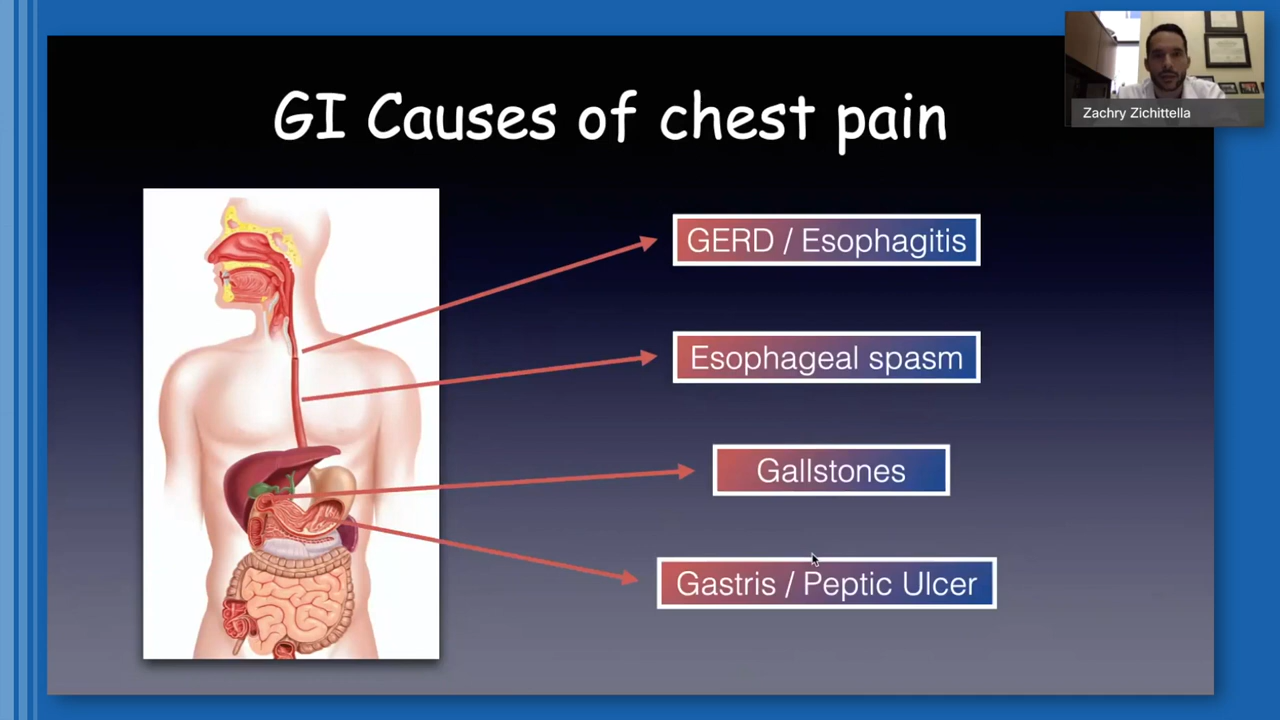 Zachry Zichittella
GI Causes of chest pain
GERD / Esophagitis
Esophageal spasm
Gallstones
Gastris / Peptic Ulcer